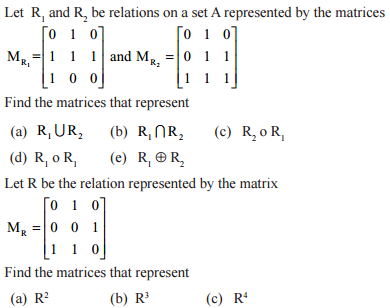 Let R₁ and R₂ be relations on a set A represented by the matrices
M_R₁ = [0 1 0; 1 1 1; 1 0 0] and M_R₂ = [0 1 0; 0 1 1; 1 1 1]
Find the matrices that represent
(a) R₁∪R₂ (b) R₁∩R₂ (c) R₂ o R₁
(d) R₁ o R₁ (e) R₁ ⊕ R₂
Let R be the relation represented by the matrix
M_R = [0 1 0; 0 0 1; 1 1 0]
Find the matrices that represent
(a) R² (b) R³ (c) R⁴